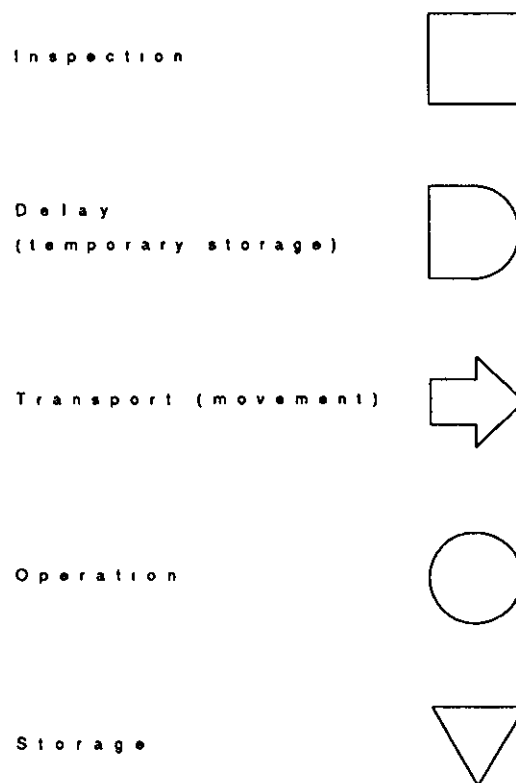 Inspection
Delay
(temporary storage)
Transport (movement)
Operation
Storage